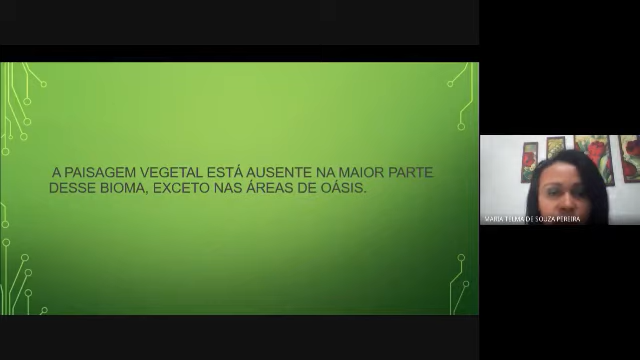 A PAISAGEM VEGETAL ESTÁ AUSENTE NA MAIOR PARTE
DESSE BIOMA, EXCETO NAS ÁREAS DE OÁSIS.
MARIA TELMA DE SOUZA PEREIRA